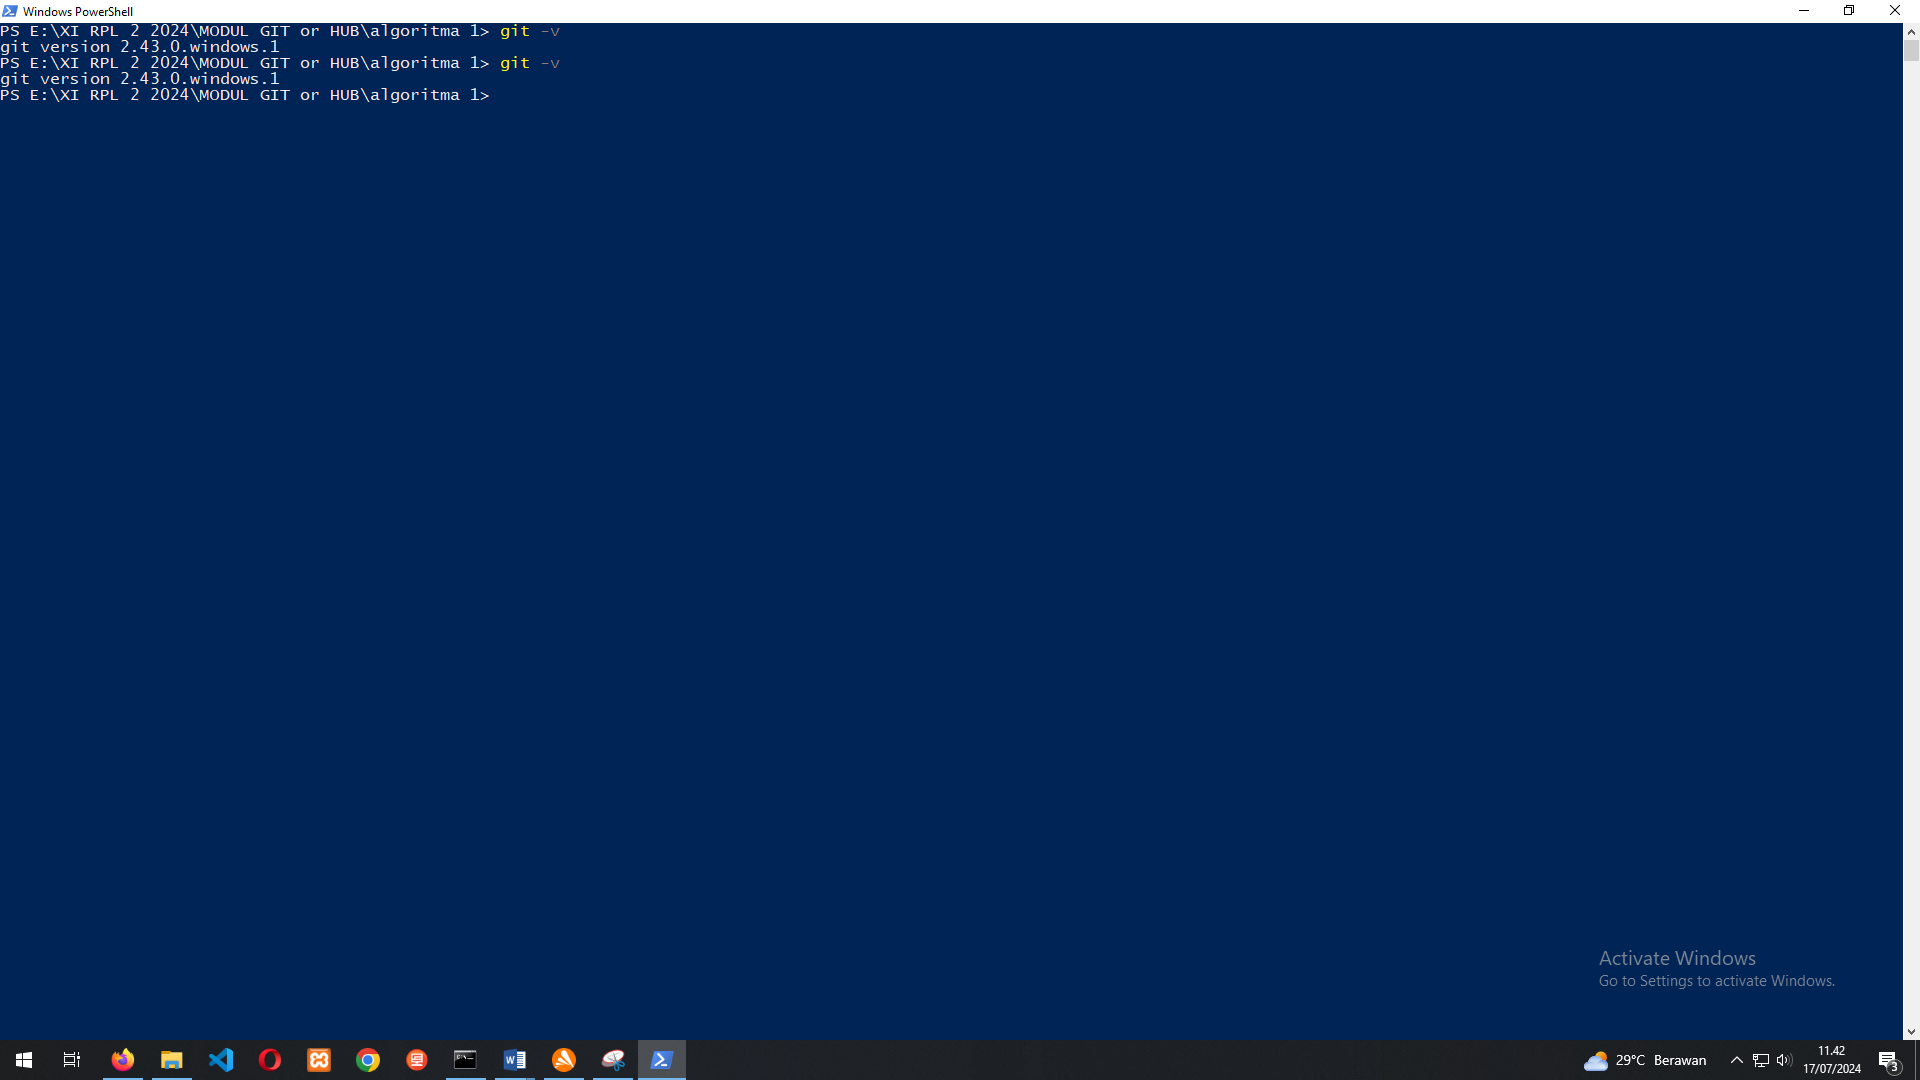 Windows PowerShell
PS E:\XI RPL 2 2024\MODUL GIT or HUB\algoritma 1> git -v
git version 2.43.0.windows.1
PS E:\XI RPL 2 2024\MODUL GIT or HUB\algoritma 1> git -v
git version 2.43.0.windows.1
PS E:\XI RPL 2 2024\MODUL GIT or HUB\algoritma 1>
Activate Windows
Go to Settings to activate Windows.
29°C Berawan
11.42
17/07/2024
3